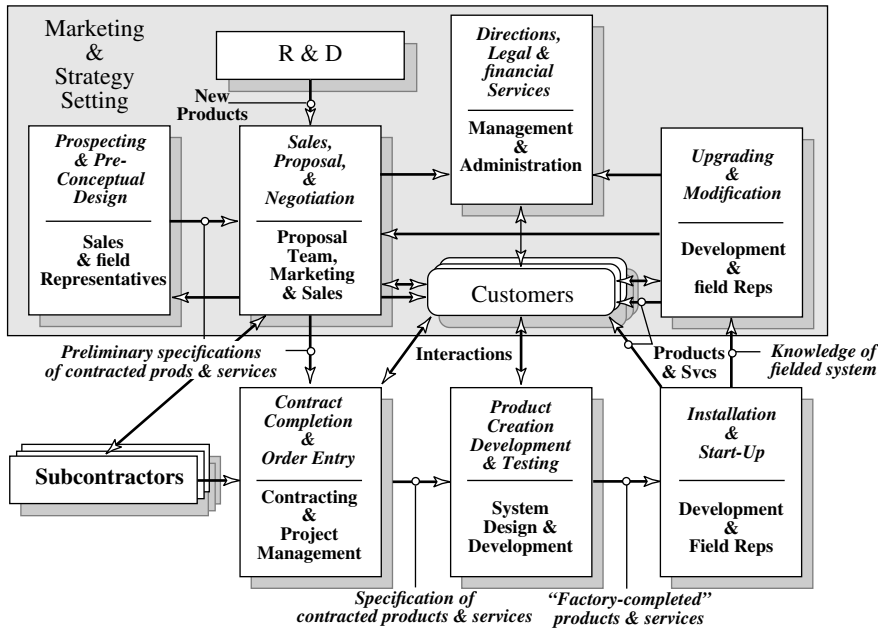 Marketing
&
Strategy
Setting
R & D
New
Products
Directions,
Legal &
financial
Services
Management
&
Administration
Prospecting
& Pre-
Conceptual
Design
Sales
& field
Representatives
Sales,
Proposal,
&
Negotiation
Proposal
Team,
Marketing
& Sales
Upgrading
&
Modification
Development
&
field Reps
Customers
Preliminary specifications
of contracted prods & services
Interactions
Products
& Svcs
Knowledge of
fielded system
Subcontractors
Contract
Completion
&
Order Entry
Contracting
&
Project
Management
Product
Creation
Development
& Testing
System
Design &
Development
Installation
&
Start-Up
Development
&
Field Reps
Specification of
contracted products & services
“Factory-completed”
products & services